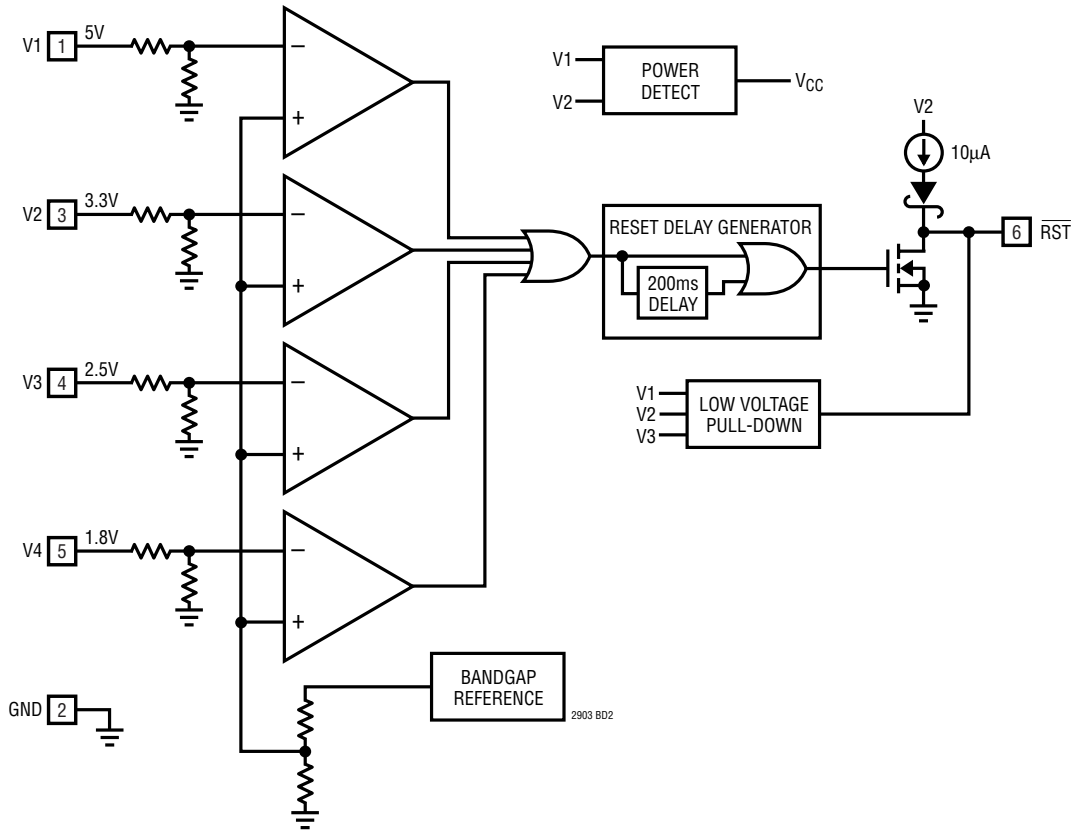 V1 1 5V
−
+
V1
V2
POWER
DETECT
VCC
V2
10µA
V2 3 3.3V
−
+
RESET DELAY GENERATOR
200ms
DELAY
6 RST
V3 4 2.5V
−
+
V1
V2
V3
LOW VOLTAGE
PULL-DOWN
V4 5 1.8V
−
+
BANDGAP
REFERENCE
2903 BD2
GND 2